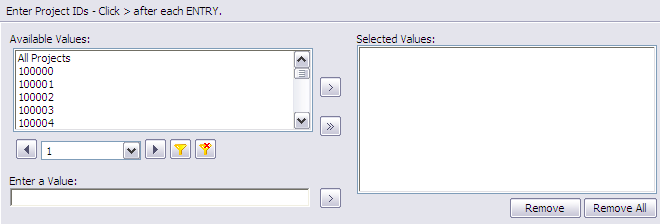 Enter Project IDs - Click > after each ENTRY.
Available Values:
All Projects
100000
100001
100002
100003
100004
>
»
1
Enter a Value:
>
Selected Values:
Remove Remove All